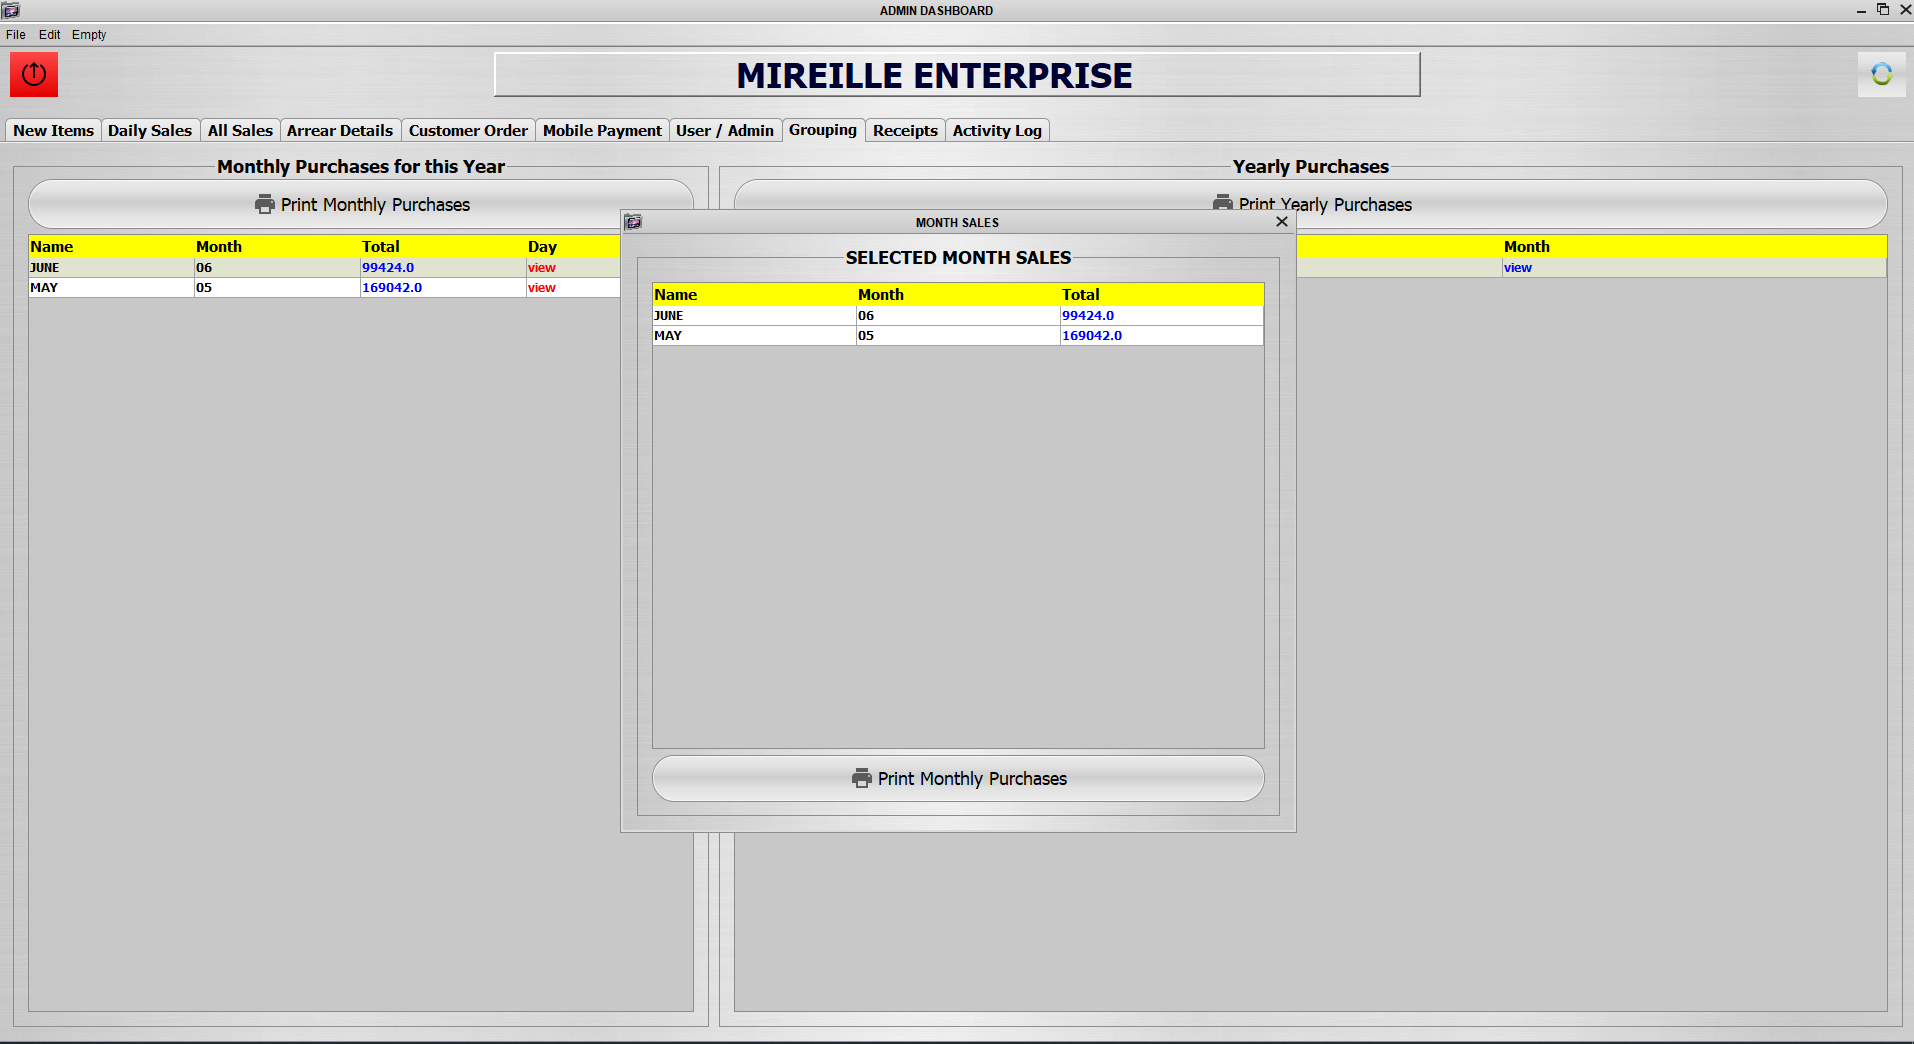 ADMIN DASHBOARD
File Edit Empty
MIREILLE ENTERPRISE
New Items Daily Sales All Sales Arrear Details Customer Order Mobile Payment User / Admin Grouping Receipts Activity Log
Monthly Purchases for this Year
Print Monthly Purchases
Name Month Total Day
JUNE 06 99424.0 view
MAY 05 169042.0 view
Yearly Purchases
Print Yearly Purchases
Month
view
MONTH SALES
SELECTED MONTH SALES
Name Month Total
JUNE 06 99424.0
MAY 05 169042.0
Print Monthly Purchases